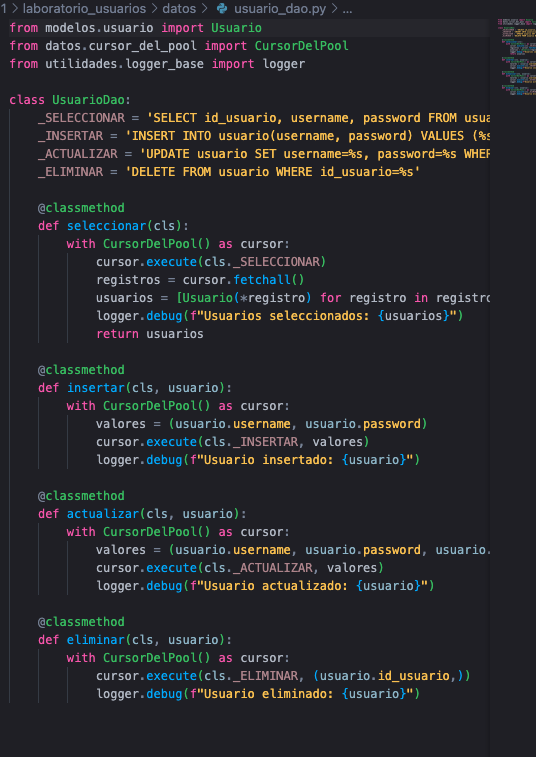 1 > laboratorio_usuarios > datos > usuario_dao.py > ...
from modelos.usuario import Usuario
from datos.cursor_del_pool import CursorDelPool
from utilidades.logger_base import logger
class UsuarioDao:
    _SELECCIONAR = 'SELECT id_usuario, username, password FROM usua
    _INSERTAR = 'INSERT INTO usuario(username, password) VALUES (%s
    _ACTUALIZAR = 'UPDATE usuario SET username=%s, password=%s WHER
    _ELIMINAR = 'DELETE FROM usuario WHERE id_usuario=%s'
    @classmethod
    def seleccionar(cls):
        with CursorDelPool() as cursor:
            cursor.execute(cls._SELECCIONAR)
            registros = cursor.fetchall()
            usuarios = [Usuario(*registro) for registro in registro
            logger.debug(f"Usuarios seleccionados: {usuarios}")
            return usuarios
    @classmethod
    def insertar(cls, usuario):
        with CursorDelPool() as cursor:
            valores = (usuario.username, usuario.password)
            cursor.execute(cls._INSERTAR, valores)
            logger.debug(f"Usuario insertado: {usuario}")
    @classmethod
    def actualizar(cls, usuario):
        with CursorDelPool() as cursor:
            valores = (usuario.username, usuario.password, usuario.
            cursor.execute(cls._ACTUALIZAR, valores)
            logger.debug(f"Usuario actualizado: {usuario}")
    @classmethod
    def eliminar(cls, usuario):
        with CursorDelPool() as cursor:
            cursor.execute(cls._ELIMINAR, (usuario.id_usuario,))
            logger.debug(f"Usuario eliminado: {usuario}")